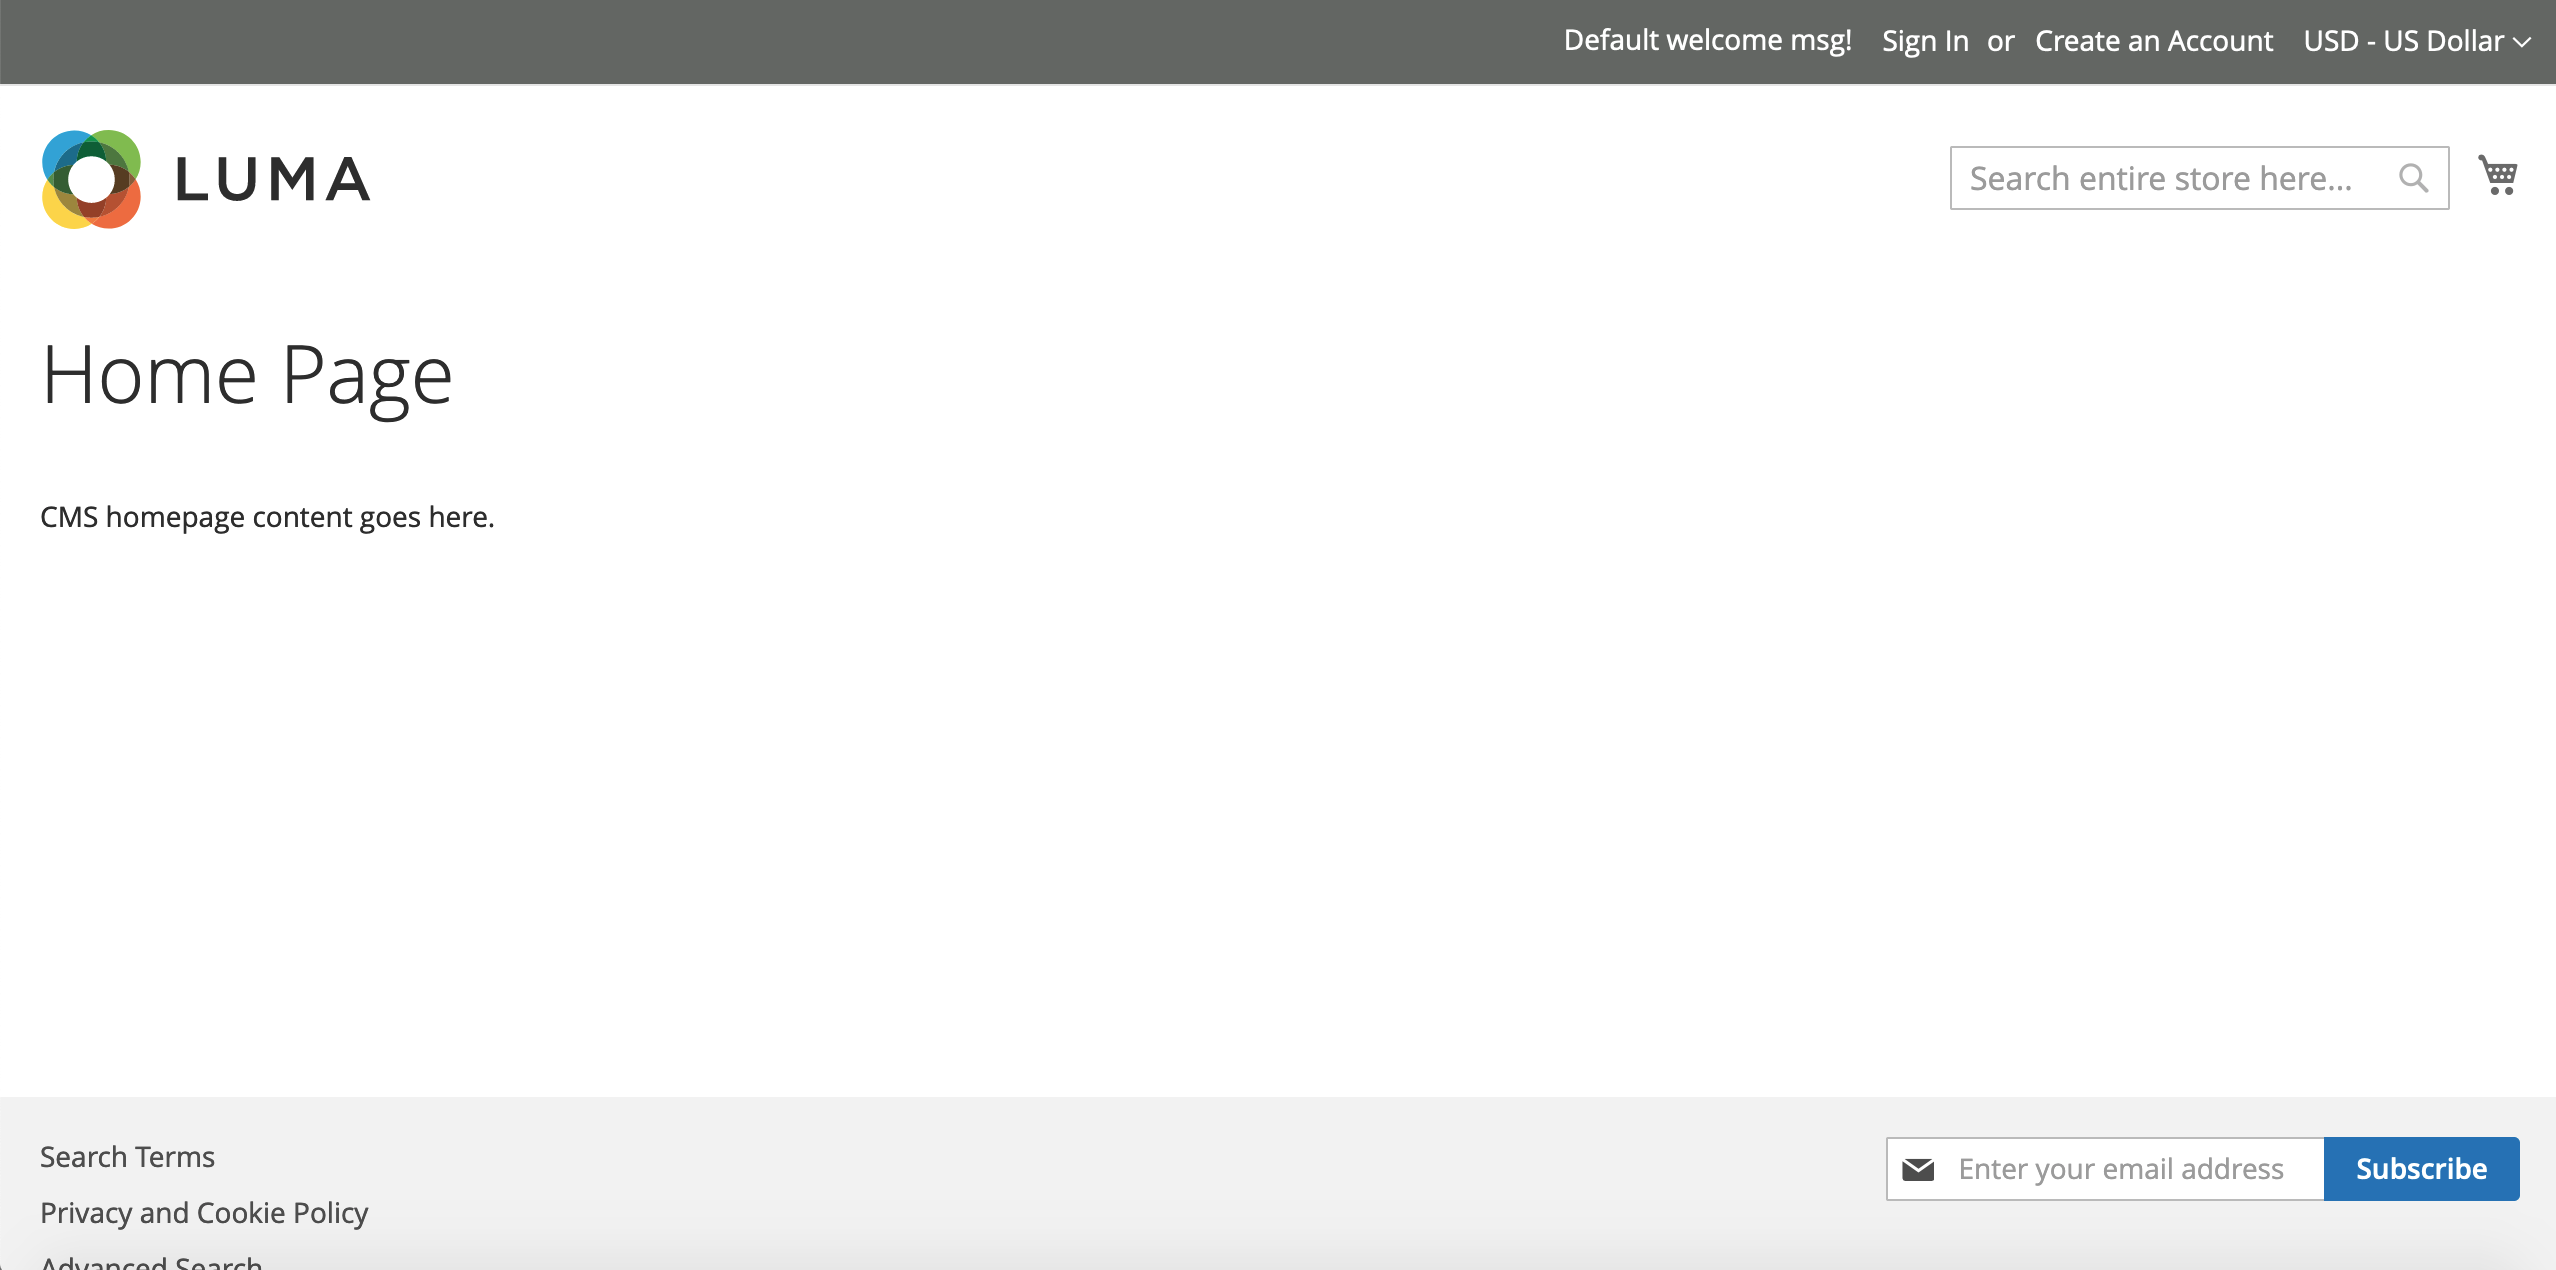 Default welcome msg! Sign In or Create an Account USD - US Dollar
LUMA
Search entire store here...
Home Page
CMS homepage content goes here.
Search Terms
Enter your email address Subscribe
Privacy and Cookie Policy
Advanced Search